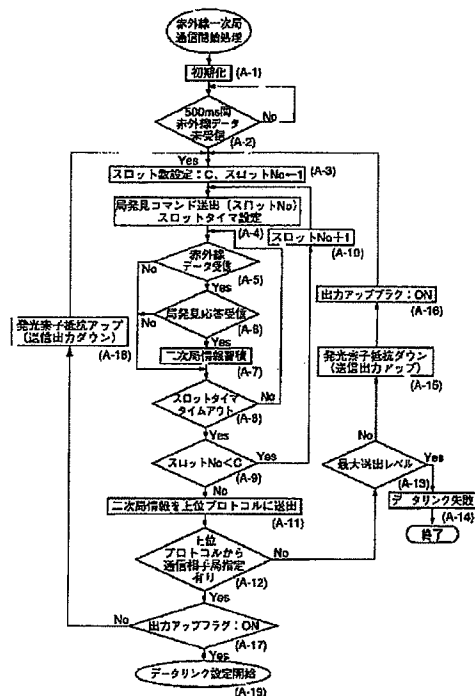 赤外線一次局
通信開始処理
初期化
(A-1)
500ms間
赤外線データ
未受信
No
(A-2)
Yes
スロット数設定:C、スロットNo←1
(A-3)
局発見コマンド送出(スロットNo)
スロットタイマ設定
(A-4)
スロットNo+1
(A-10)
赤外線
データ受信
No
(A-5)
Yes
局発見応答受信
No
(A-6)
Yes
二次局情報蓄積
(A-7)
スロットタイマ
タイムアウト
No
(A-8)
Yes
スロットNo<C
Yes
(A-9)
No
二次局情報を上位プロトコルに送出
(A-11)
上位
プロトコルから
通信相手局指定
有り
No
(A-12)
Yes
出力アップフラグ:ON
No
(A-17)
Yes
データリンク設定開始
(A-19)
発光素子抵抗アップ
(送信出力ダウン)
(A-18)
出力アップフラグ:ON
(A-16)
発光素子抵抗ダウン
(送信出力アップ)
(A-15)
No
最大送出レベル
Yes
(A-13)
データリンク失敗
(A-14)
終了